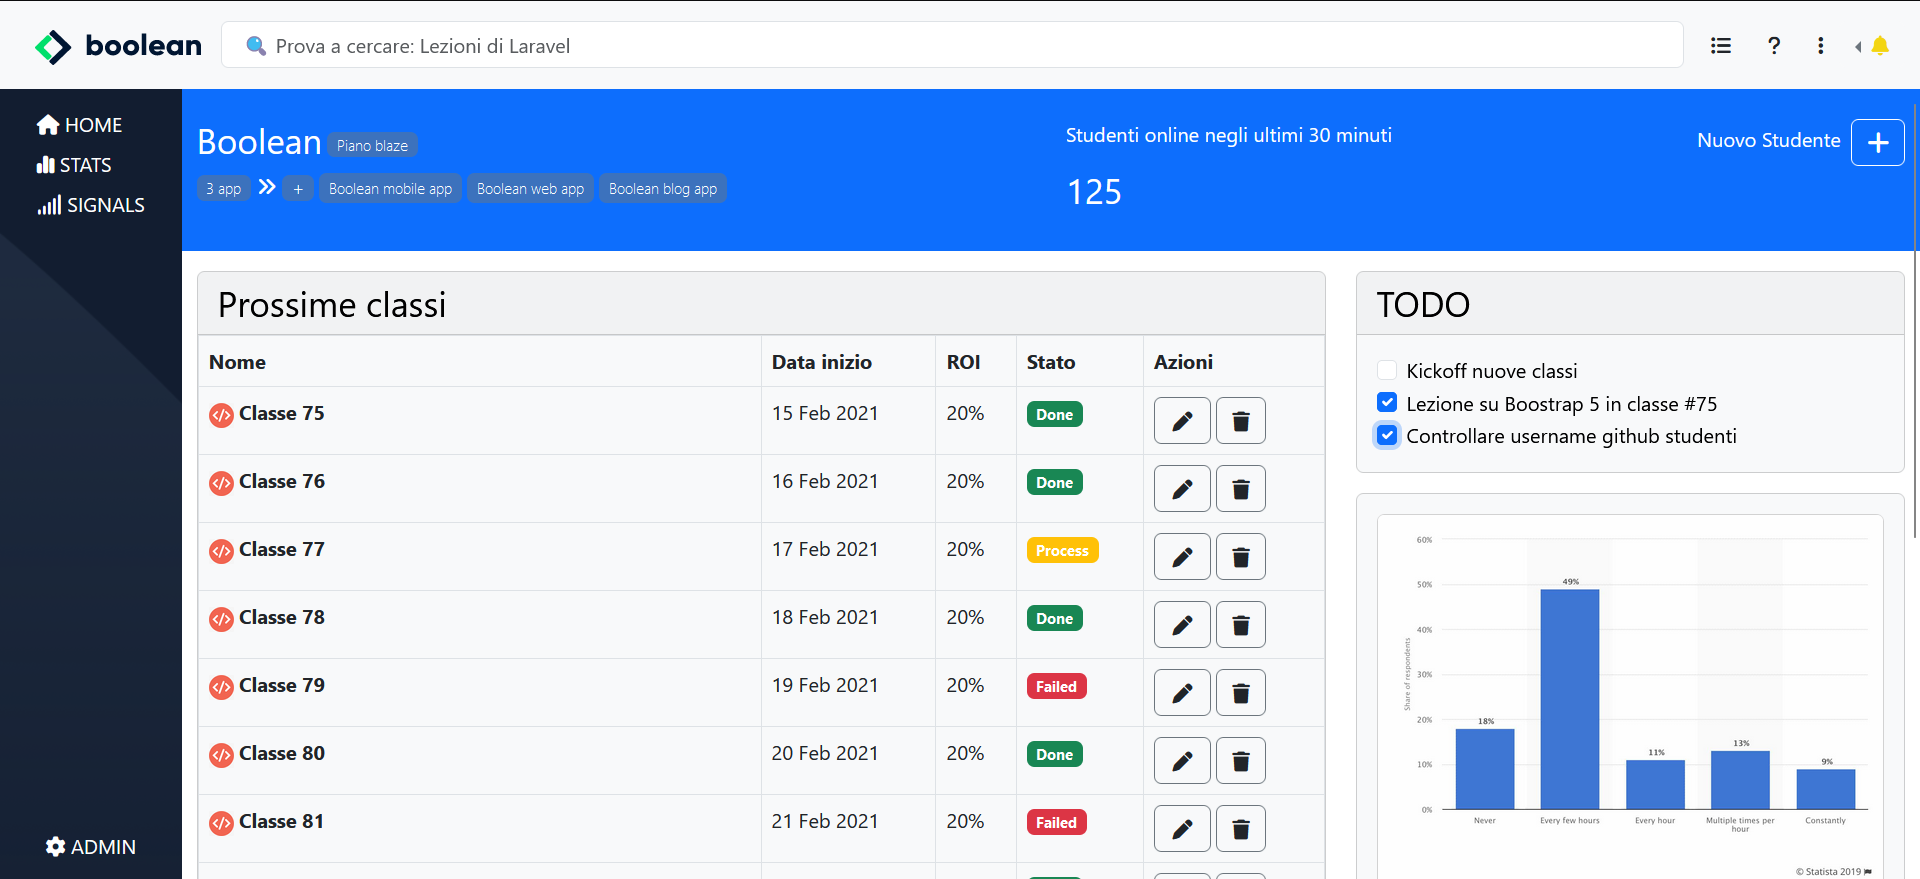 boolean
Prova a cercare: Lezioni di Laravel
?
HOME
STATS
SIGNALS
ADMIN
Boolean Piano blaze
3 app + Boolean mobile app Boolean web app Boolean blog app
Studenti online negli ultimi 30 minuti
125
Nuovo Studente +
Prossime classi
Nome Data inizio ROI Stato Azioni
Classe 75 15 Feb 2021 20% Done
Classe 76 16 Feb 2021 20% Done
Classe 77 17 Feb 2021 20% Process
Classe 78 18 Feb 2021 20% Done
Classe 79 19 Feb 2021 20% Failed
Classe 80 20 Feb 2021 20% Done
Classe 81 21 Feb 2021 20% Failed
TODO
Kickoff nuove classi
Lezione su Boostrap 5 in classe #75
Controllare username github studenti
Share of respondents
60%
50%
40%
30%
20%
10%
0%
18%
49%
11%
13%
9%
Never
Every few hours
Every hour
Multiple times per
hour
Constantly
© Statista 2019